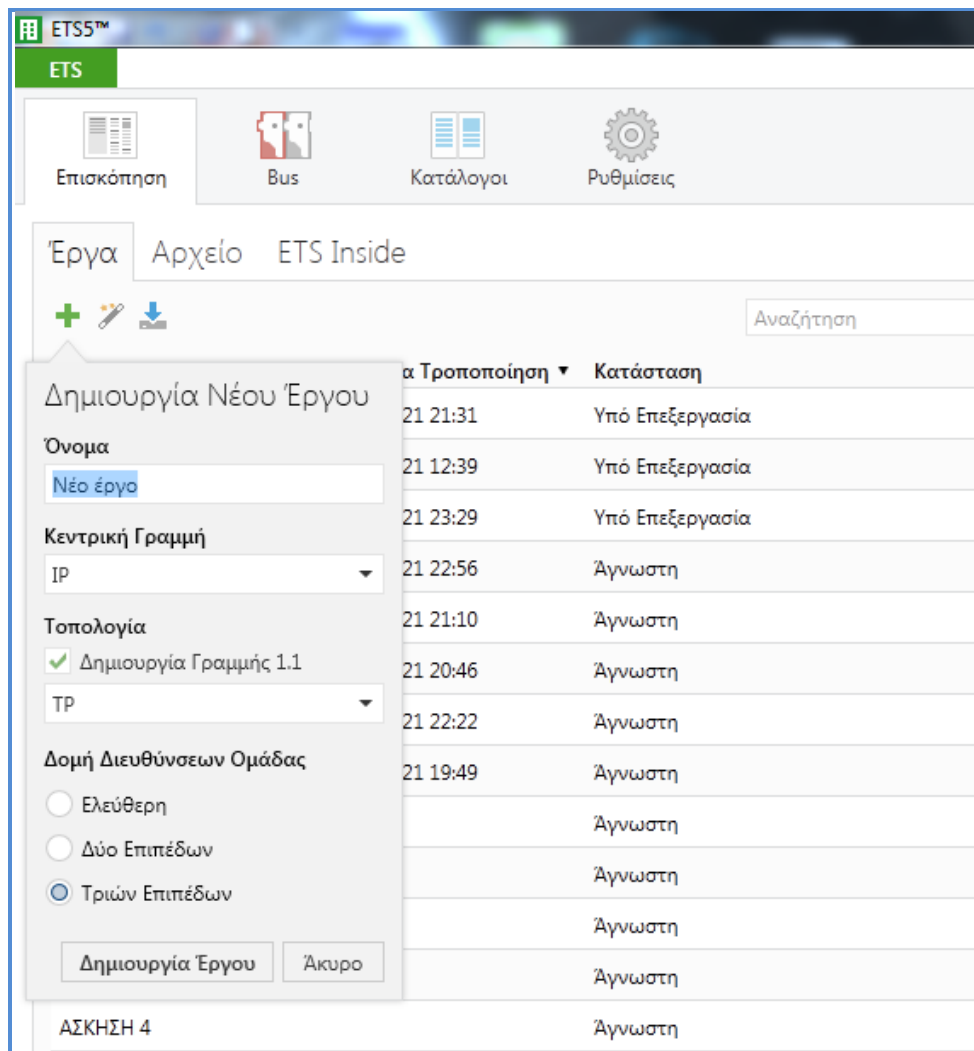 ETS5™
ETS
Επισκόπηση Bus Κατάλογοι Ρυθμίσεις
Έργα Αρχείο ETS Inside
Αναζήτηση
α Τροποποίηση ▼ Κατάσταση
Δημιουργία Νέου Έργου
21 21:31 Υπό Επεξεργασία
Όνομα
Νέο έργο
21 12:39 Υπό Επεξεργασία
21 23:29 Υπό Επεξεργασία
Κεντρική Γραμμή
IP
21 22:56 Άγνωστη
Τοπολογία
21 21:10 Άγνωστη
Δημιουργία Γραμμής 1.1
21 20:46 Άγνωστη
TP
21 22:22 Άγνωστη
Δομή Διευθύνσεων Ομάδας
21 19:49 Άγνωστη
Ελεύθερη
Άγνωστη
Δύο Επιπέδων
Άγνωστη
Τριών Επιπέδων
Άγνωστη
Δημιουργία Έργου Άκυρο
Άγνωστη
ΑΣΚΗΣΗ 4 Άγνωστη